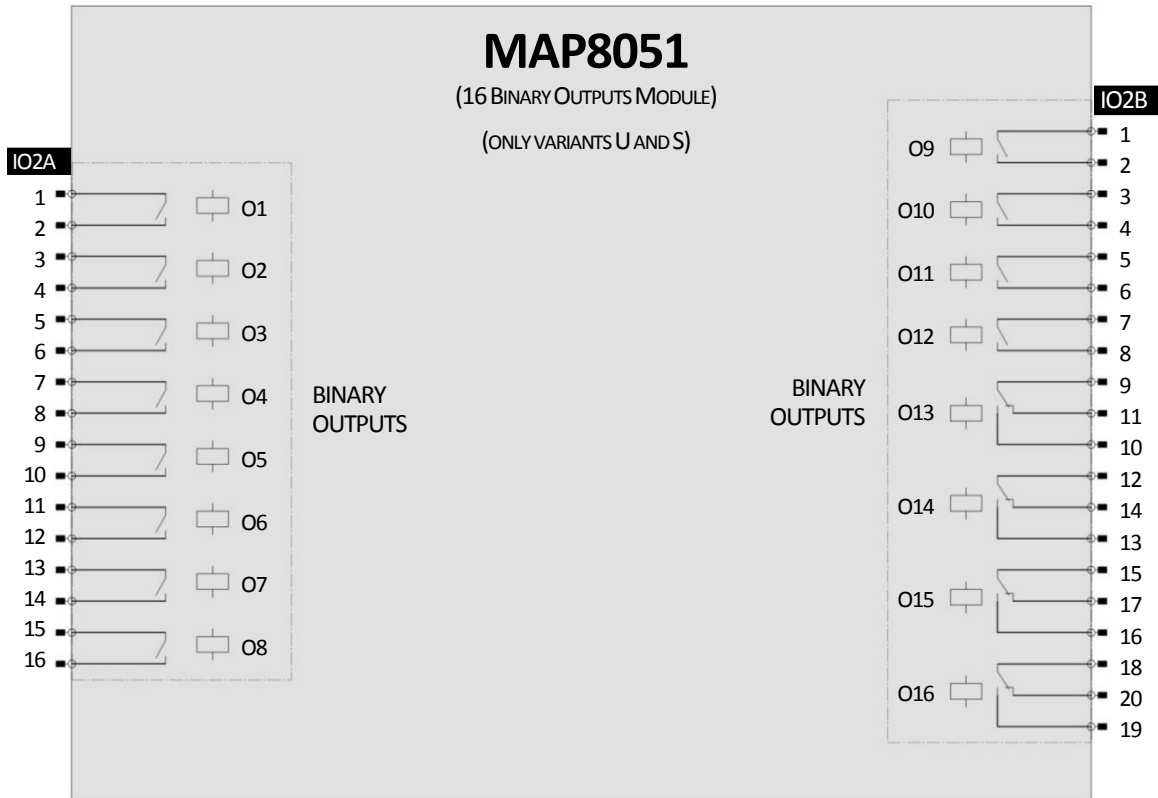 MAP8051
(16 BINARY OUTPUTS MODULE)
(ONLY VARIANTS U AND S)
IO2A
1
2
O1
3
4
O2
5
6
O3
7
8
O4
9
10
O5
11
12
O6
13
14
O7
15
16
O8
BINARY
OUTPUTS
BINARY
OUTPUTS
IO2B
O9
1
2
O10
3
4
O11
5
6
O12
7
8
O13
9
11
10
O14
12
14
13
O15
15
17
16
O16
18
20
19